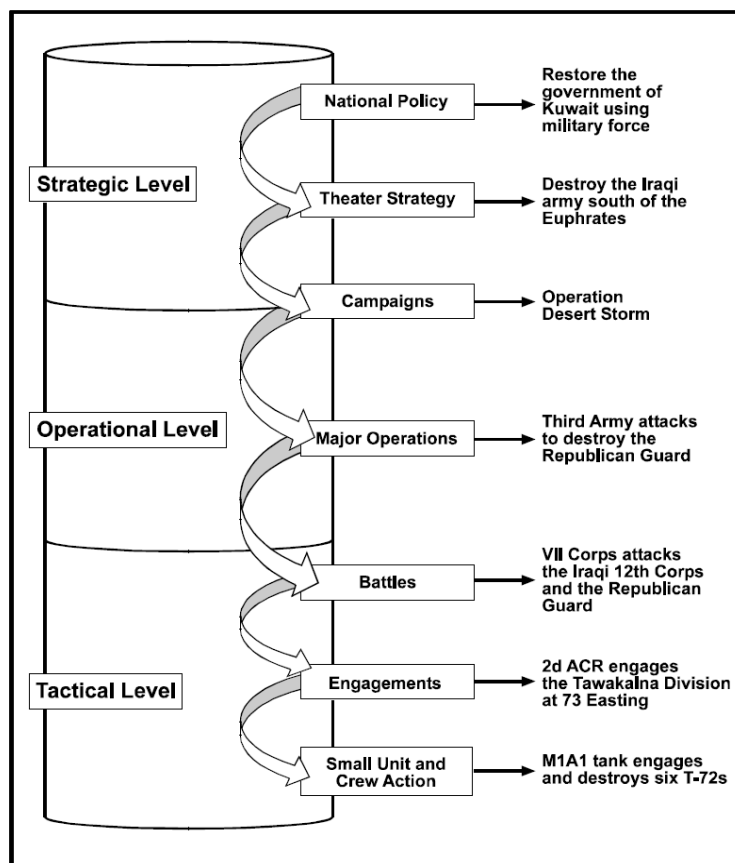 National Policy
Restore the
government of
Kuwait using
military force
Strategic Level
Theater Strategy
Destroy the Iraqi
army south of the
Euphrates
Campaigns
Operation
Desert Storm
Operational Level
Major Operations
Third Army attacks
to destroy the
Republican Guard
Battles
VII Corps attacks
the Iraqi 12th Corps
and the Republican
Guard
Tactical Level
Engagements
2d ACR engages
the Tawakalna Division
at 73 Easting
Small Unit and
Crew Action
M1A1 tank engages
and destroys six T-72s